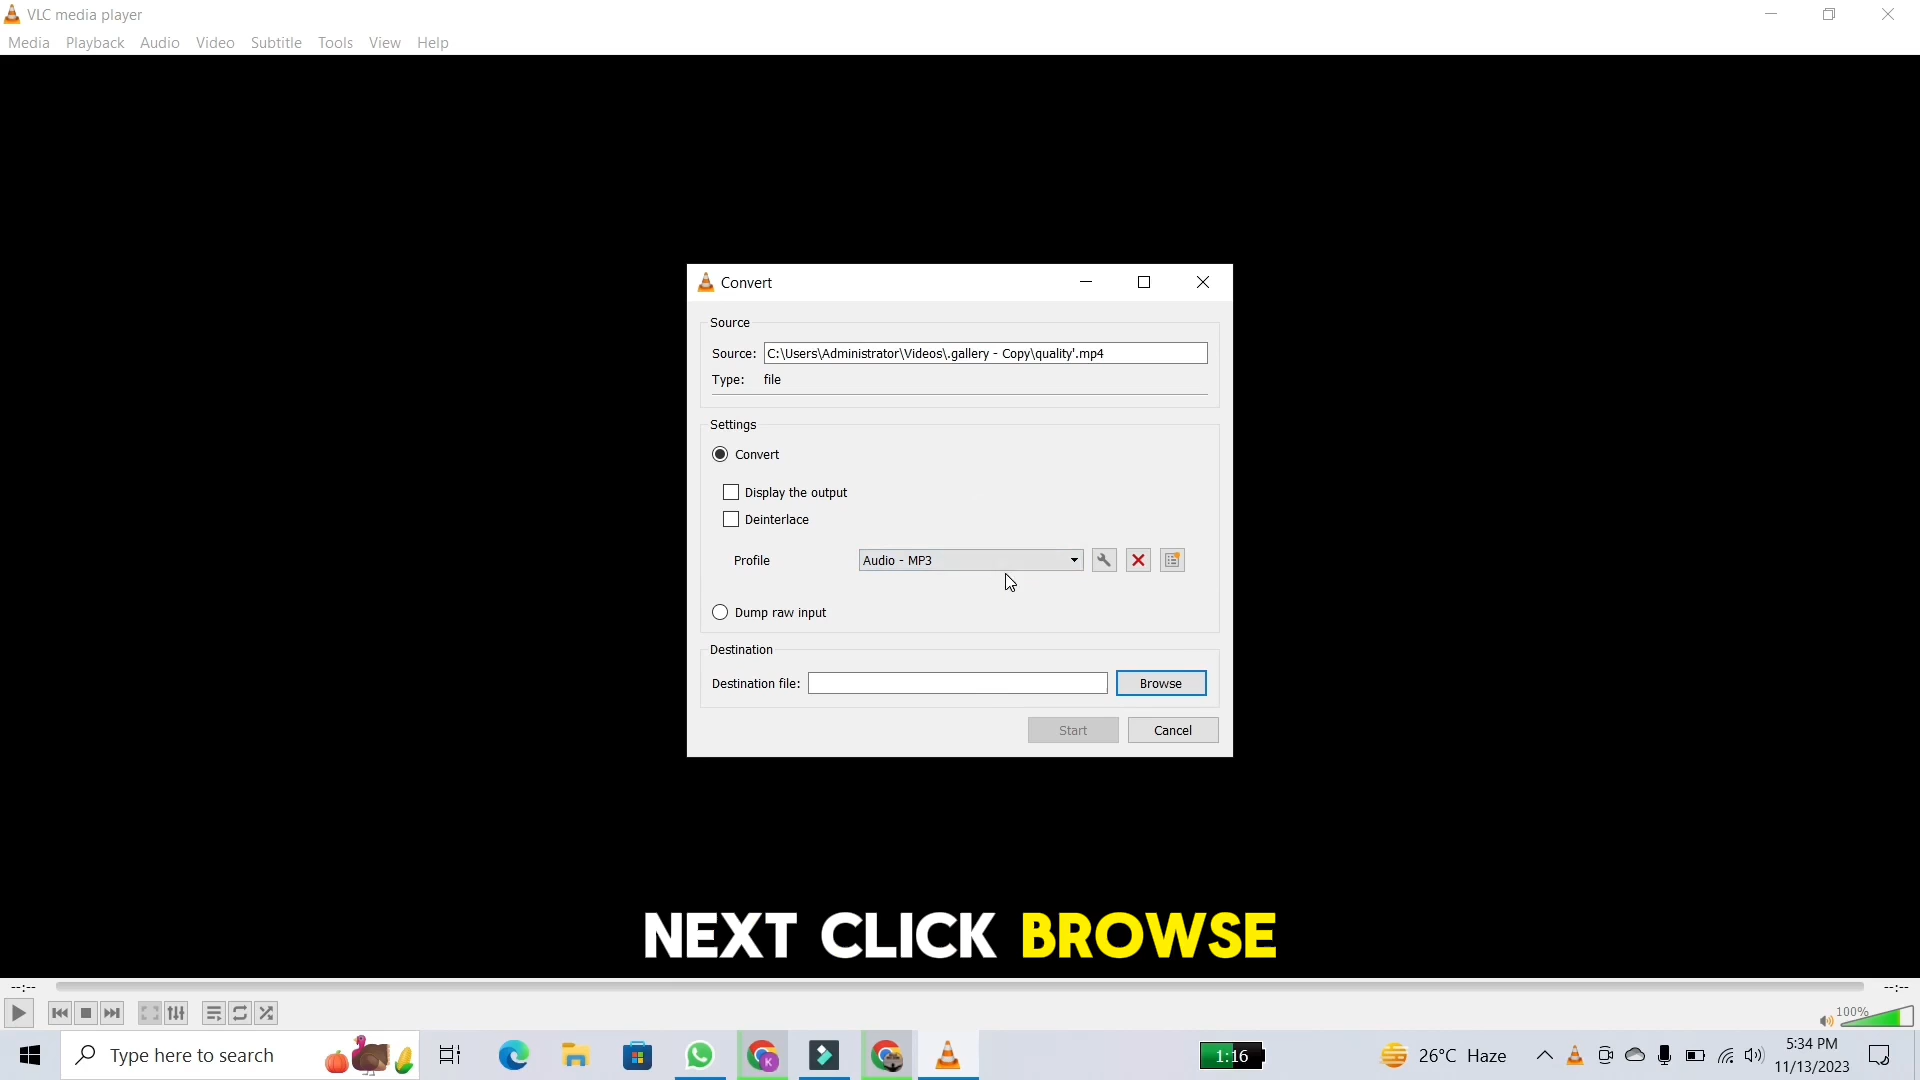 VLC media player
Media Playback Audio Video Subtitle Tools View Help
Convert
Source
Source: C:\Users\Administrator\Videos\.gallery - Copy\quality'.mp4
Type: file
Settings
Convert
Display the output
Deinterlace
Profile Audio - MP3
Dump raw input
Destination
Destination file: Browse
Start Cancel
NEXT CLICK BROWSE
--:-- --:--
100%
Type here to search K 1:16 26°C Haze 5:34 PM
11/13/2023